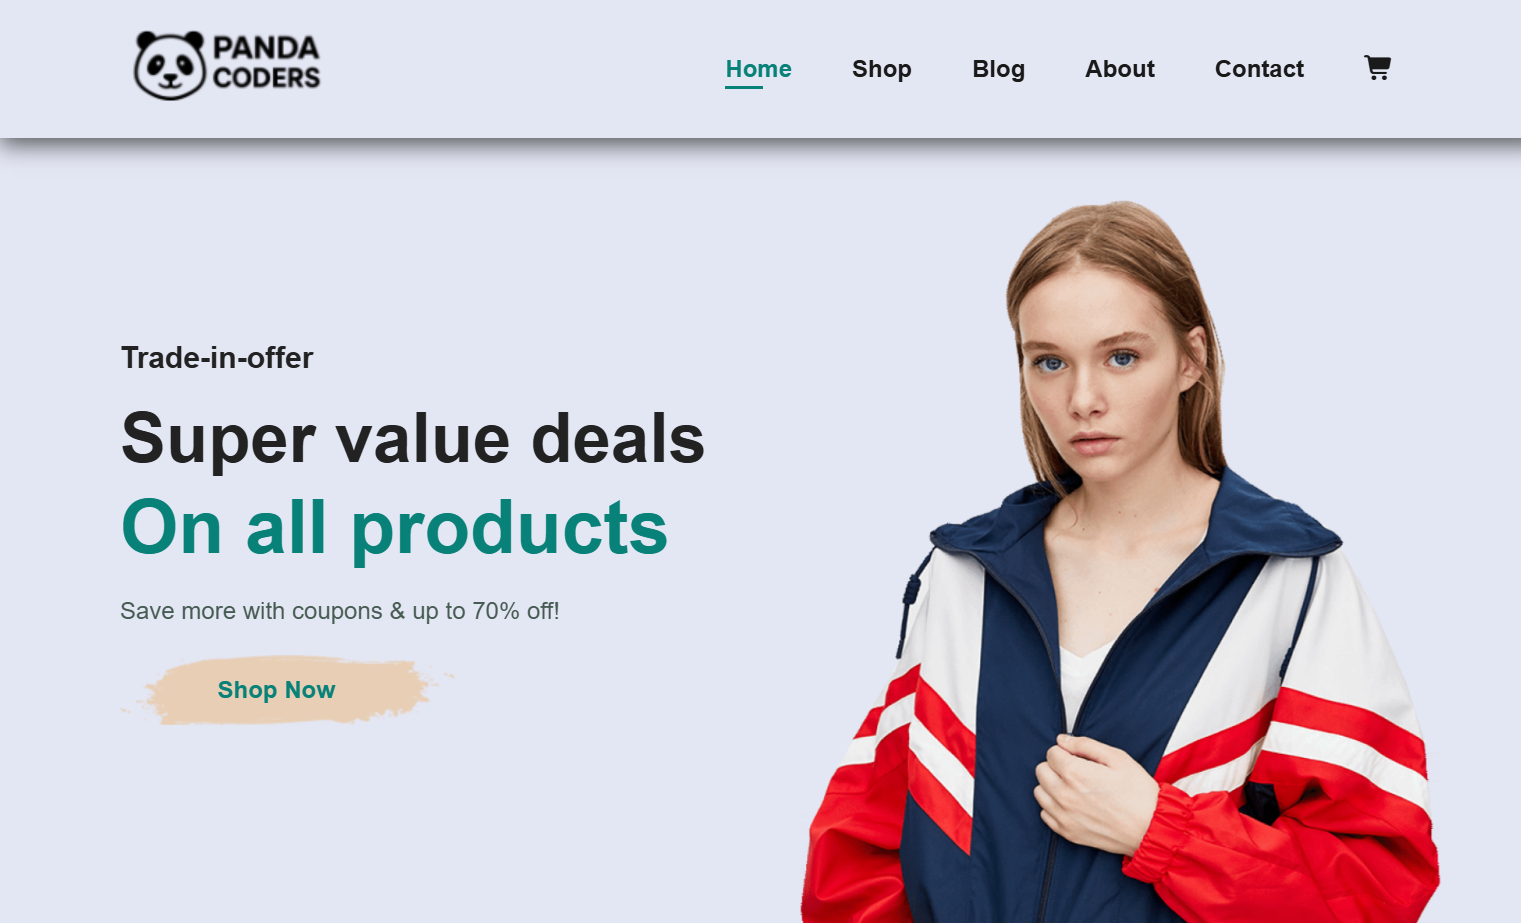 PANDA
CODERS
Home Shop Blog About Contact
Trade-in-offer
Super value deals
On all products
Save more with coupons & up to 70% off!
Shop Now